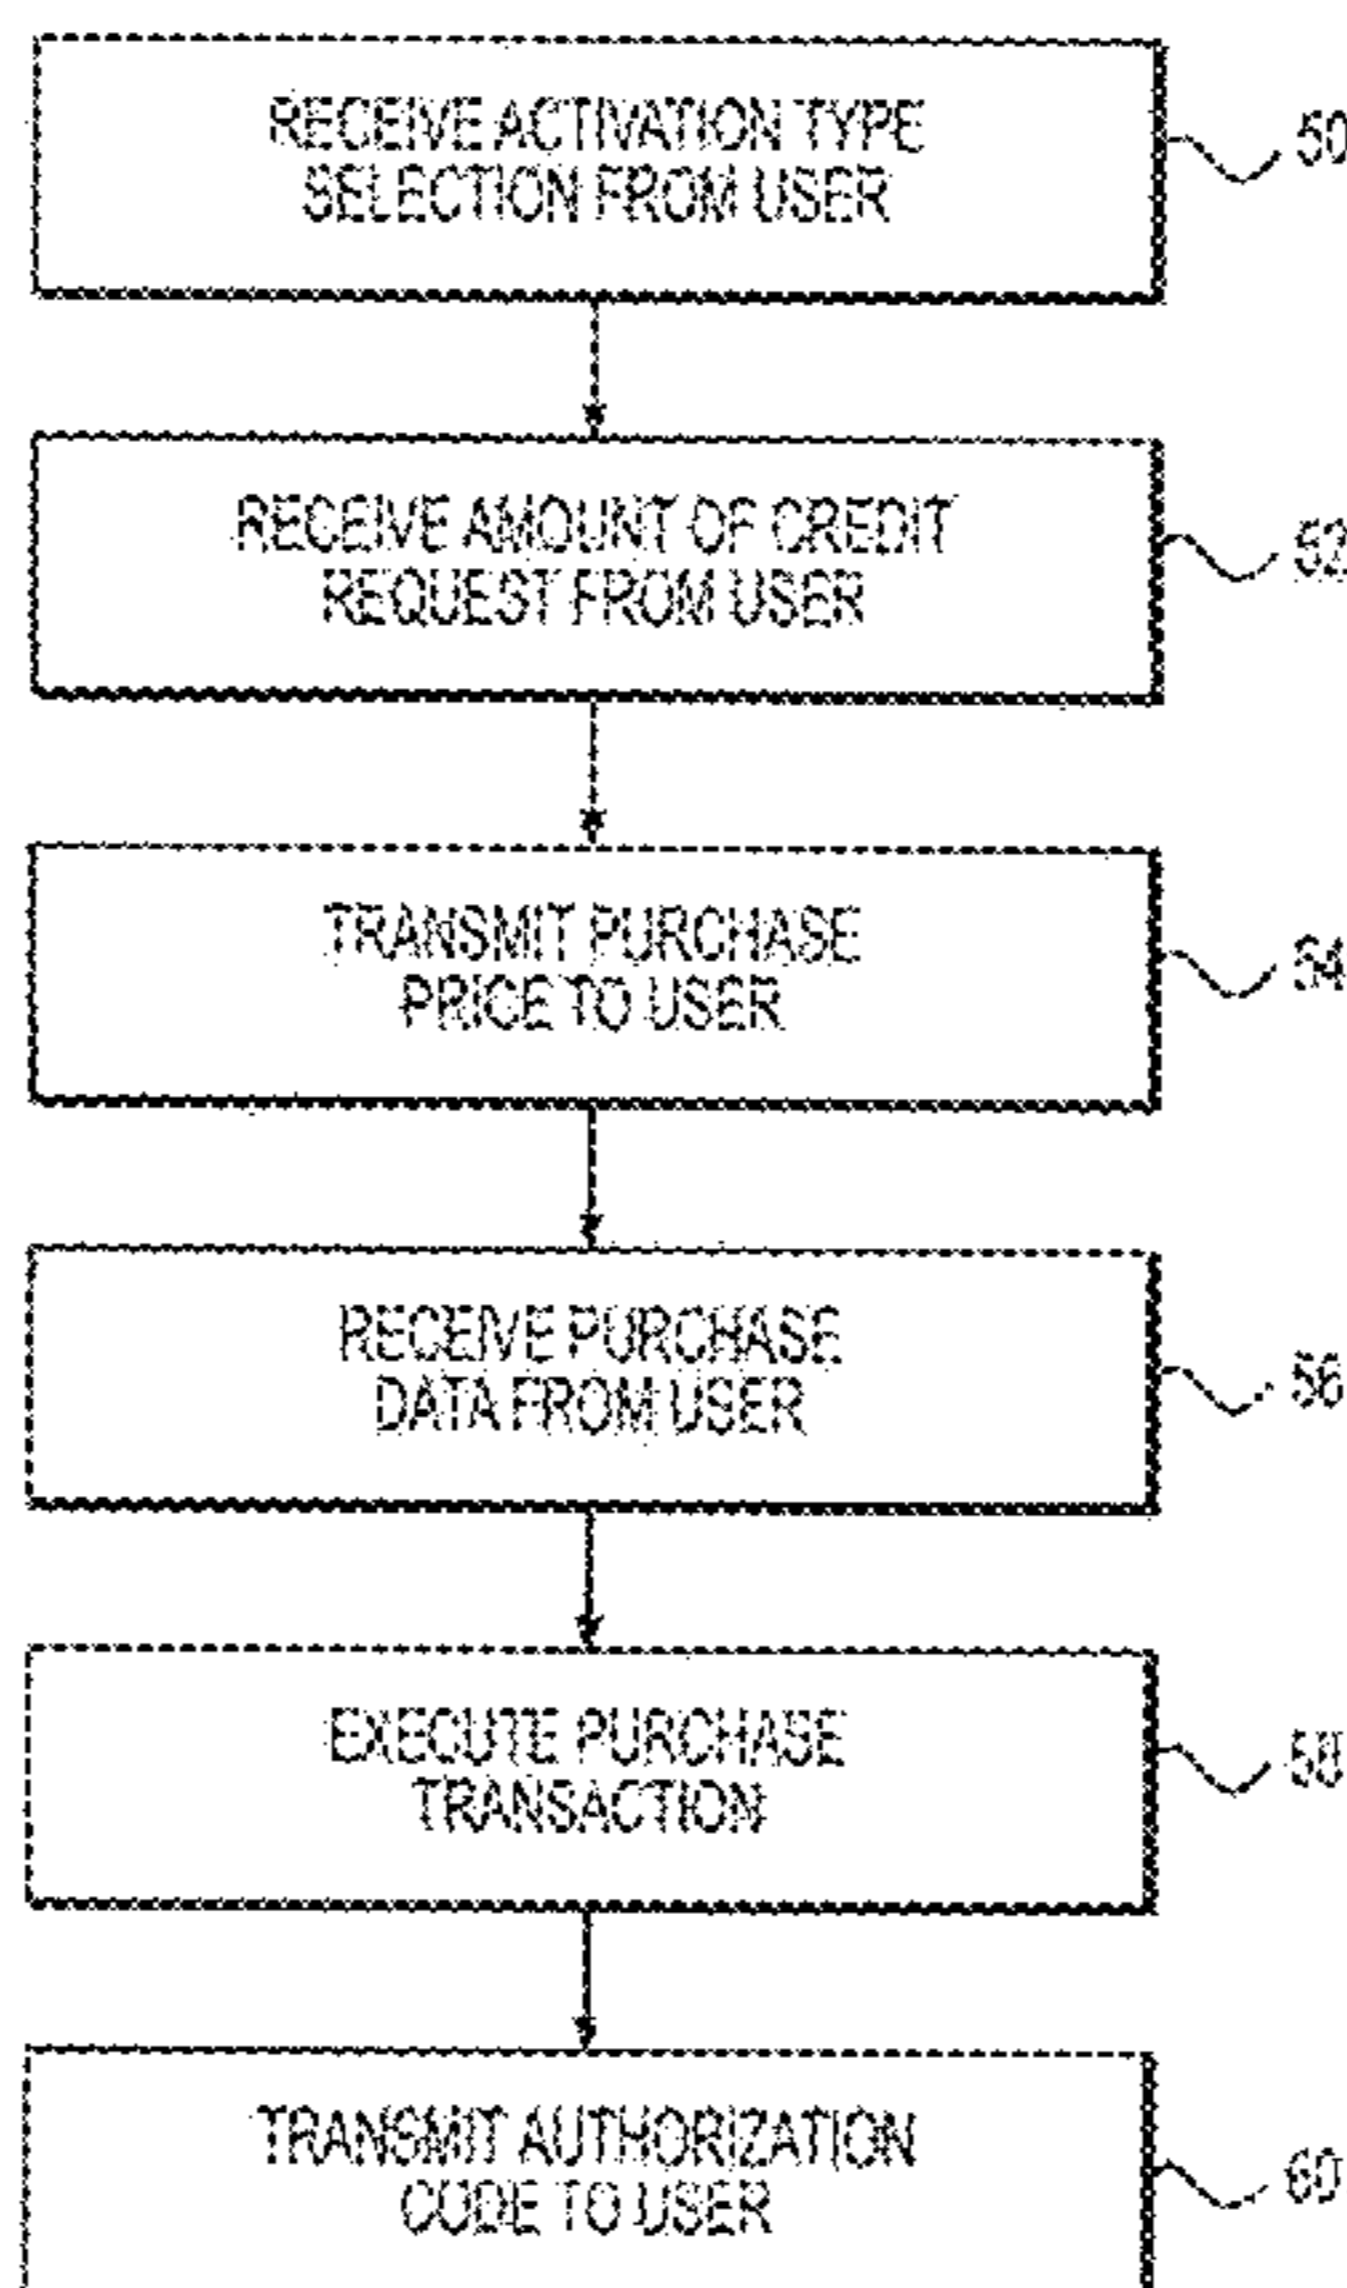 RECEIVE ACTIVATION TYPE
SELECTION FROM USER
50
RECEIVE AMOUNT OF CREDIT
REQUEST FROM USER
52
TRANSMIT PURCHASE
PRICE TO USER
54
RECEIVE PURCHASE
DATA FROM USER
56
EXECUTE PURCHASE
TRANSACTION
58
TRANSMIT AUTHORIZATION
CODE TO USER
60